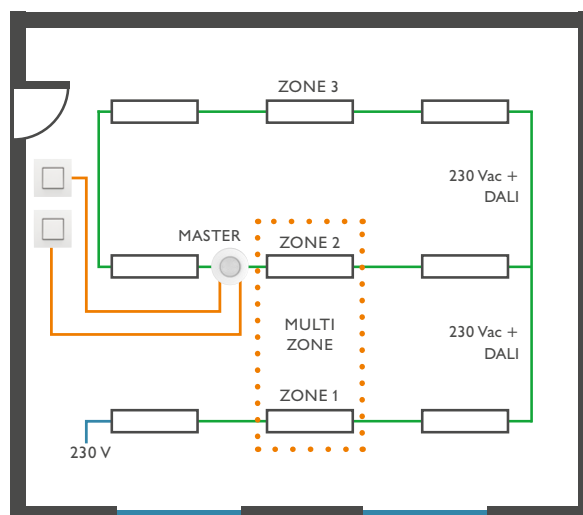 ZONE 3
230 Vac +
DALI
MASTER
ZONE 2
MULTI
ZONE
230 Vac +
DALI
ZONE 1
230 V